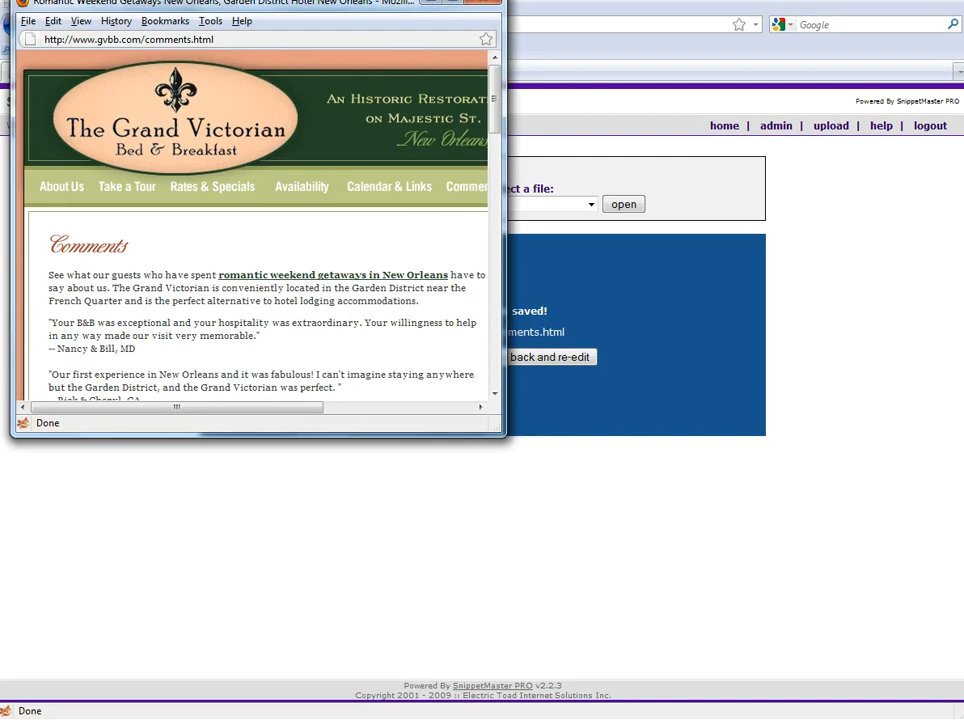 Romantic Weekend Getaways New Orleans, Garden District Hotel New Orleans - Mozill...
File Edit View History Bookmarks Tools Help
http://www.gvbb.com/comments.html
Google
The Grand Victorian
Bed & Breakfast
An Historic Restorat
on Majestic St.
New Orleans
About Us Take a Tour Rates & Specials Availability Calendar & Links Commen
Comments
See what our guests who have spent romantic weekend getaways in New Orleans have to
say about us. The Grand Victorian is conveniently located in the Garden District near the
French Quarter and is the perfect alternative to hotel lodging accommodations.
"Your B&B was exceptional and your hospitality was extraordinary. Your willingness to help
in any way made our visit very memorable."
-- Nancy & Bill, MD
"Our first experience in New Orleans and it was fabulous! I can't imagine staying anywhere
but the Garden District, and the Grand Victorian was perfect. "
-- Rick & Cheryl, CA
Done
Powered By SnippetMaster PRO
home | admin | upload | help | logout
ct a file:
open
saved!
ments.html
back and re-edit
Powered By SnippetMaster PRO v2.2.3
Copyright 2001 - 2009 :: Electric Toad Internet Solutions Inc.
Done